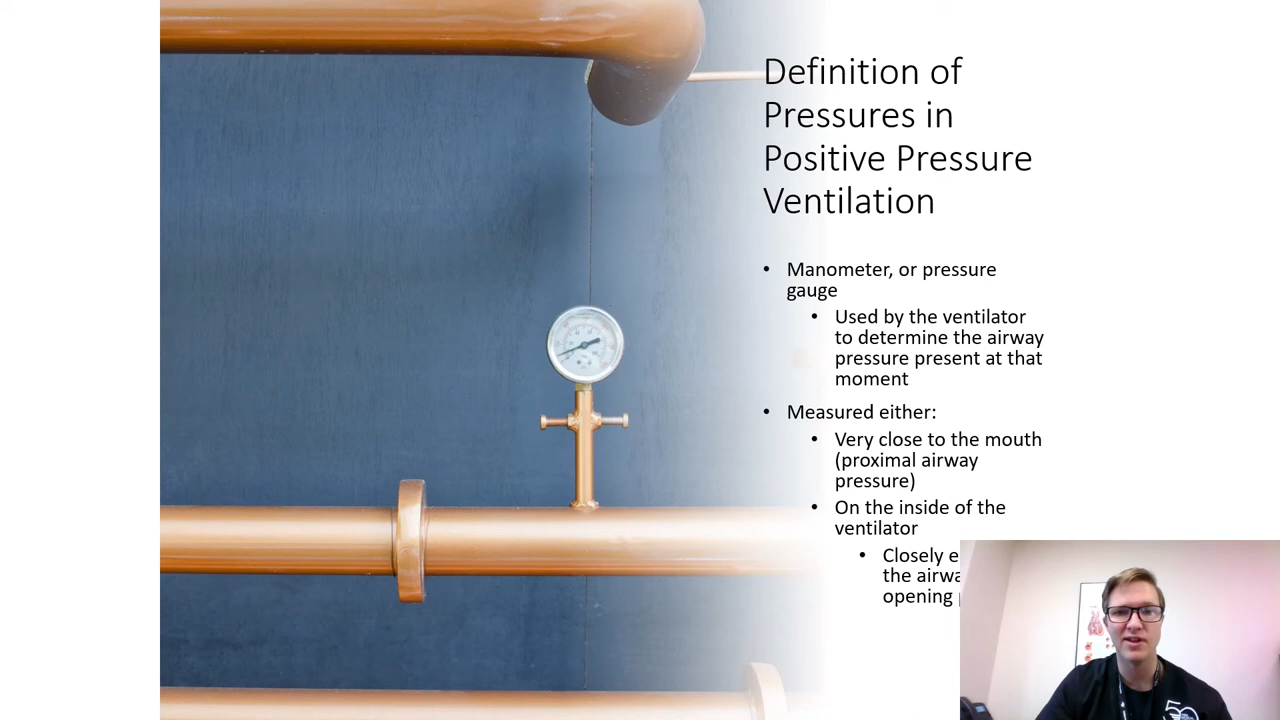 Definition of
Pressures in
Positive Pressure
Ventilation
• Manometer, or pressure
gauge
• Used by the ventilator
to determine the airway
pressure present at that
moment
• Measured either:
• Very close to the mouth
(proximal airway
pressure)
• On the inside of the
ventilator
• Closely
the
opening
50